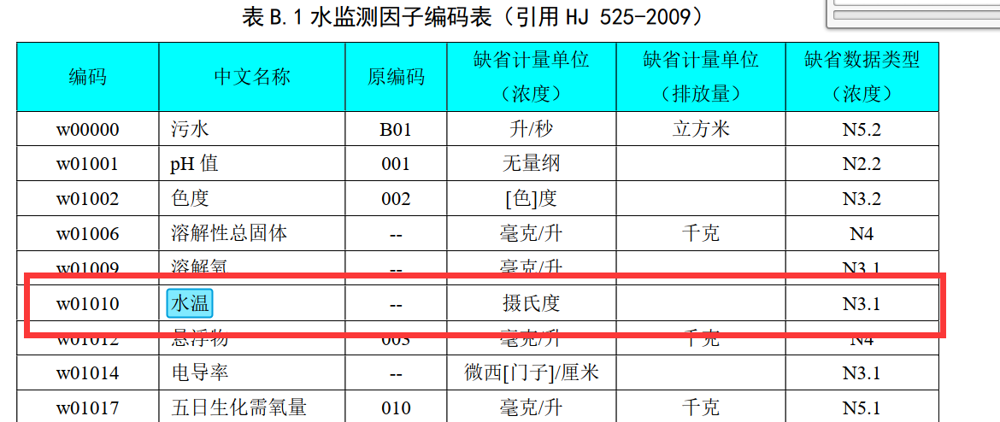 表 B.1 水监测因子编码表（引用 HJ 525-2009）
编码 中文名称 原编码 缺省计量单位（浓度） 缺省计量单位（排放量） 缺省数据类型（浓度）
w00000 污水 B01 升/秒 立方米 N5.2
w01001 pH 值 001 无量纲 N2.2
w01002 色度 002 [色]度 N3.2
w01006 溶解性总固体 -- 毫克/升 千克 N4
w01009 溶解氧 -- 毫克/升 N3.1
w01010 水温 -- 摄氏度 N3.1
w01012 悬浮物 003 毫克/升 千克 N4
w01014 电导率 -- 微西[门子]/厘米 N3.1
w01017 五日生化需氧量 010 毫克/升 千克 N5.1